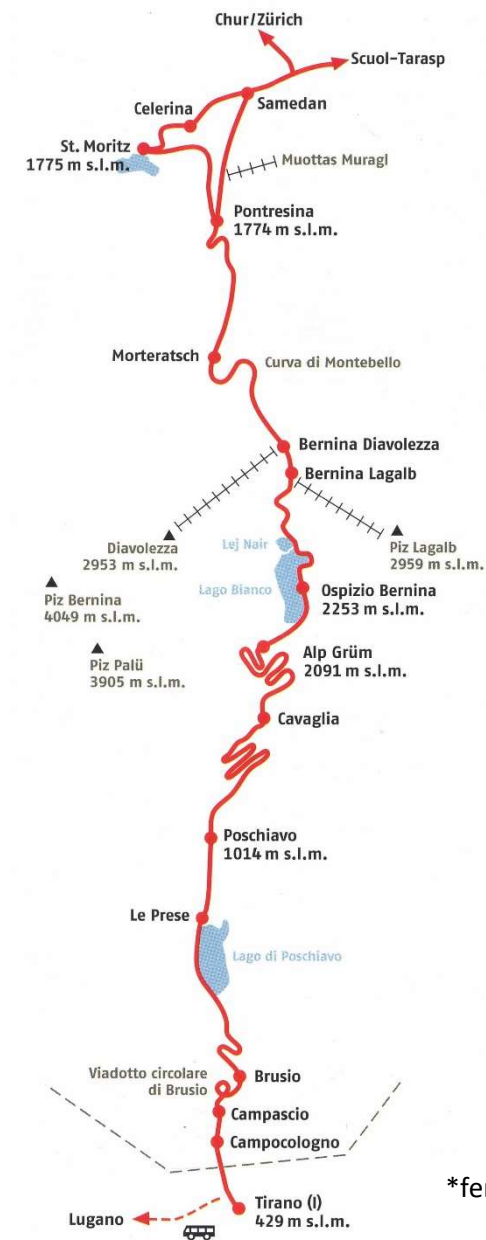 Chur/Zürich
Scuol-Tarasp
Celerina
Samedan
St. Moritz
1775 m s.l.m.
Muottas Muragl
Pontresina
1774 m s.l.m.
Morteratsch
Curva di Montebello
Bernina Diavolezza
Bernina Lagalb
Diavolezza
2953 m s.l.m.
Lej Nair
Piz Lagalb
2959 m s.l.m.
Piz Bernina
4049 m s.l.m.
Lago Bianco
Ospizio Bernina
2253 m s.l.m.
Piz Palü
3905 m s.l.m.
Alp Grüm
2091 m s.l.m.
Cavaglia
Poschiavo
1014 m s.l.m.
Le Prese
Lago di Poschiavo
Viadotto circolare
di Brusio
Brusio
Campascio
Campocologno
*fer
Tirano (I)
429 m s.l.m.
Lugano